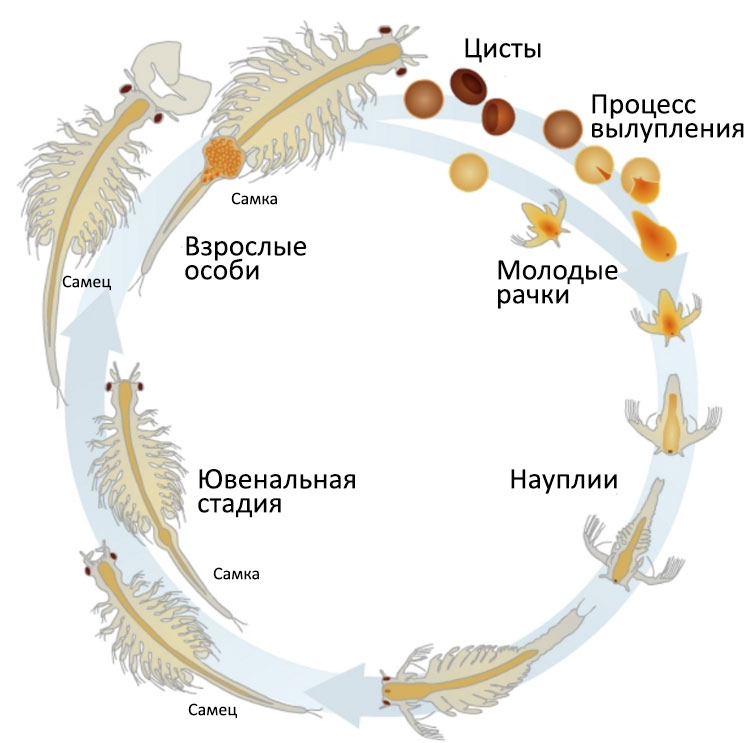 Цисты
Процесс
вылупления
Самка
Взрослые
особи
Самец
Молодые
рачки
Ювенальная
стадия
Науплии
Самка
Самец